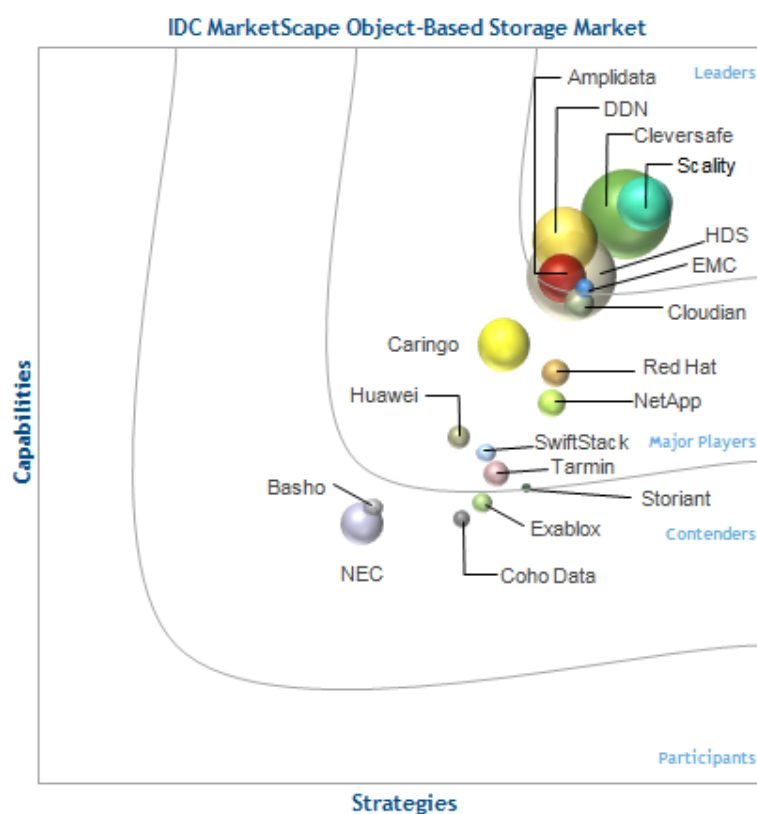 IDC MarketScape Object-Based Storage Market
Leaders
Amplidata
DDN
Cleversafe
Scality
HDS
EMC
Cloudian
Caringo
Red Hat
NetApp
Huawei
SwiftStack
Major Players
Tarmin
Basho
Storiant
Exablox
Contenders
NEC
Coho Data
Participants
Capabilities
Strategies